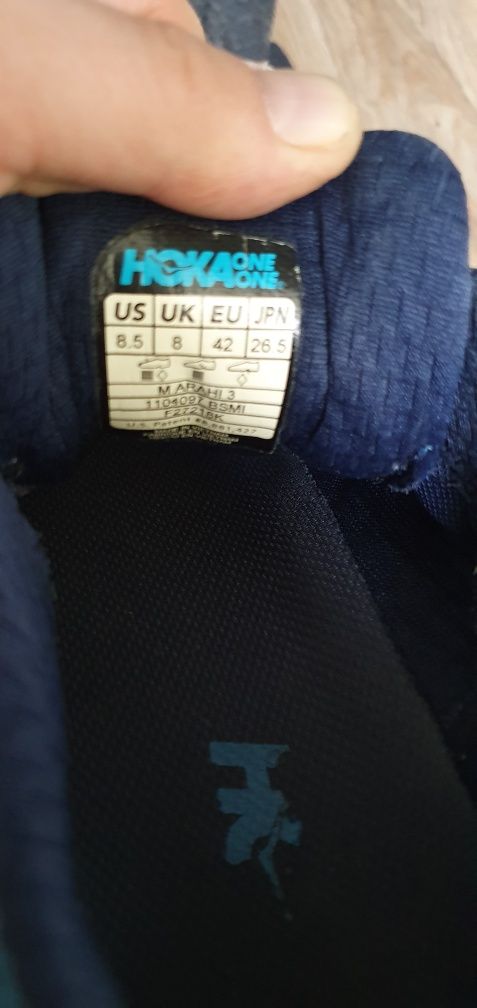 HOKA ONE ONE®
US UK EU JPN
8.5 8 42 26.5
M ARAHI 3
1104097 BSMI
F27218K